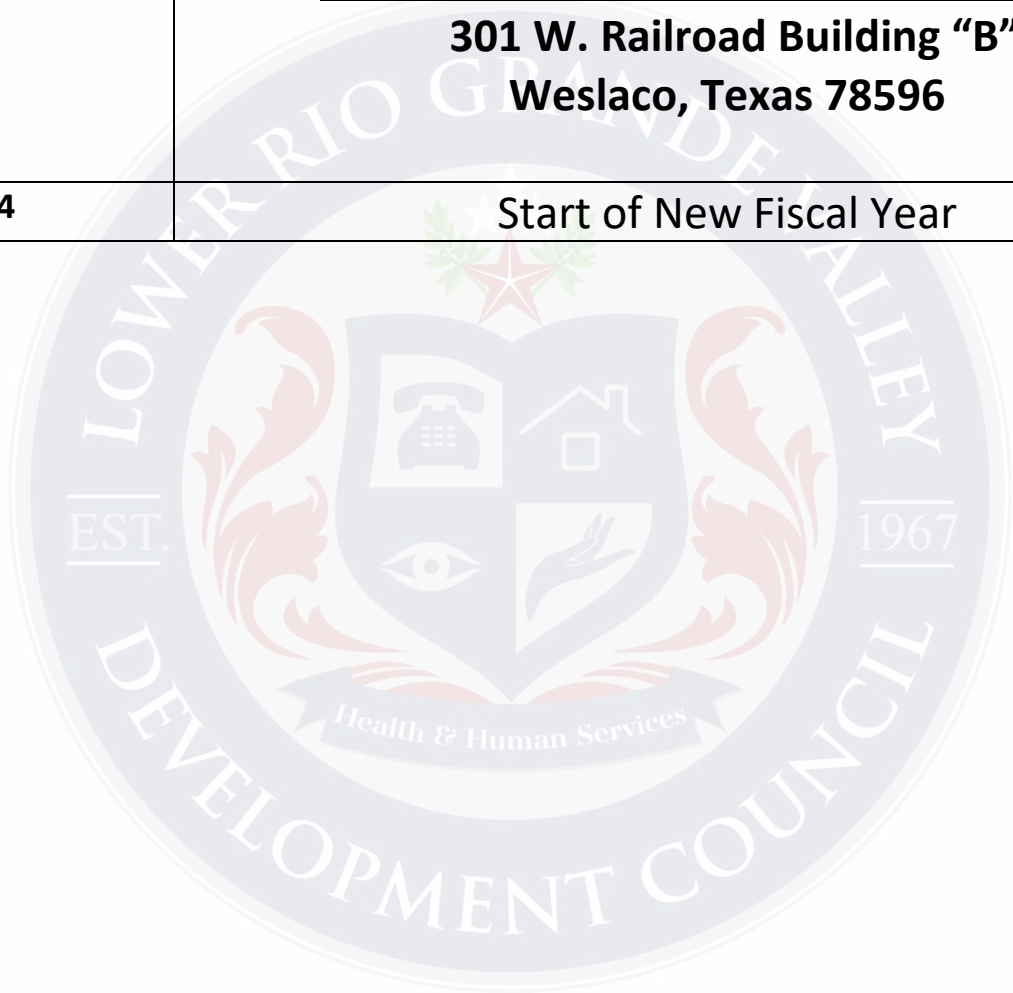 301 W. Railroad Building “B”
Weslaco, Texas 78596
4
Start of New Fiscal Year
LOWER RIO GRANDE VALLEY
EST.
1967
Health & Human Services
DEVELOPMENT COUNCIL